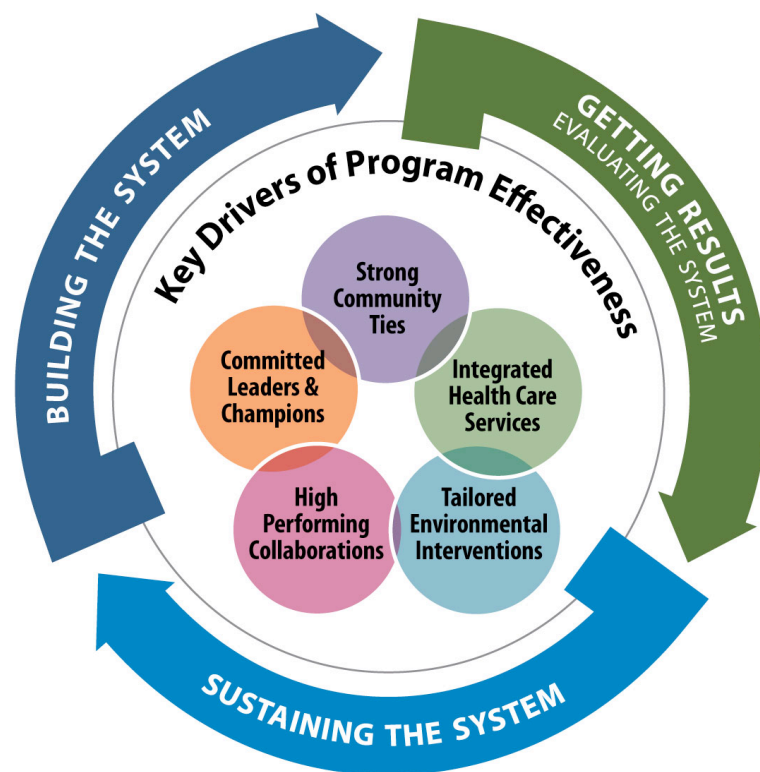 BUILDING THE SYSTEM
GETTING RESULTS
EVALUATING THE SYSTEM
Key Drivers of Program Effectiveness
Strong
Community
Ties
Committed
Leaders &
Champions
Integrated
Health Care
Services
High
Performing
Collaborations
Tailored
Environmental
Interventions
SUSTAINING THE SYSTEM